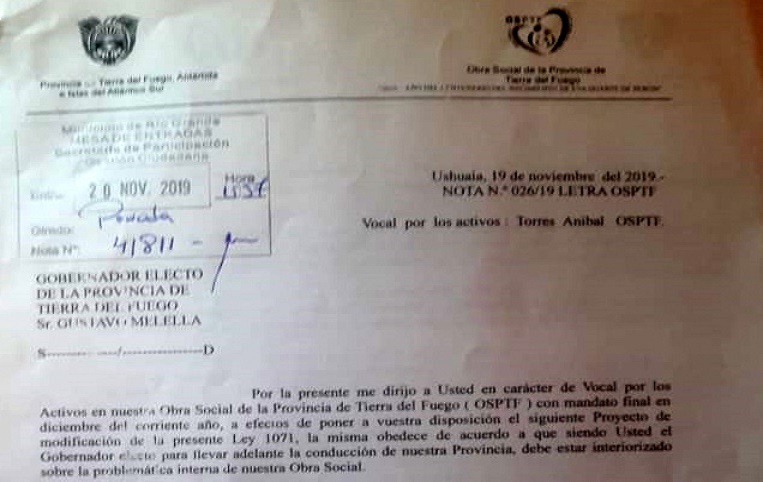 OSPTF
Provincia de Tierra del Fuego, Antártida
e Islas del Atlántico Sur
Obra Social de la Provincia de
Tierra del Fuego
Municipio de Río Grande
MESA DE ENTRADAS
Secretaría de Participación
Gestión Ciudadana
Hora
20 NOV. 2019
Girado:
Privada
Nota Nº: 41811 -
Ushuaia, 19 de noviembre del 2019.-
NOTA N.º 026/19 LETRA OSPTF
Vocal por los activos : Torres Anibal OSPTF.
GOBERNADOR ELECTO
DE LA PROVINCIA DE
TIERRA DEL FUEGO
Sr. GUSTAVO MELELLA
S--------- ----/-----------------D
Por la presente me dirijo a Usted en carácter de Vocal por los
Activos en nuestra Obra Social de la Provincia de Tierra del Fuego ( OSPTF ) con mandato final en
diciembre del corriente año, a efectos de poner a vuestra disposición el siguiente Proyecto de
modificación de la presente Ley 1071, la misma obedece de acuerdo a que siendo Usted el
Gobernador electo para llevar adelante la conducción de nuestra Provincia, debe estar interiorizado
sobre la problemática interna de nuestra Obra Social.